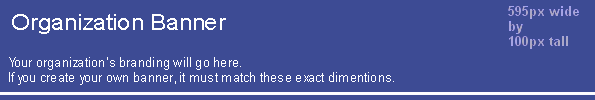 Organization Banner
595px wide
by
100px tall
Your organization's branding will go here.
If you create your own banner, it must match these exact dimentions.